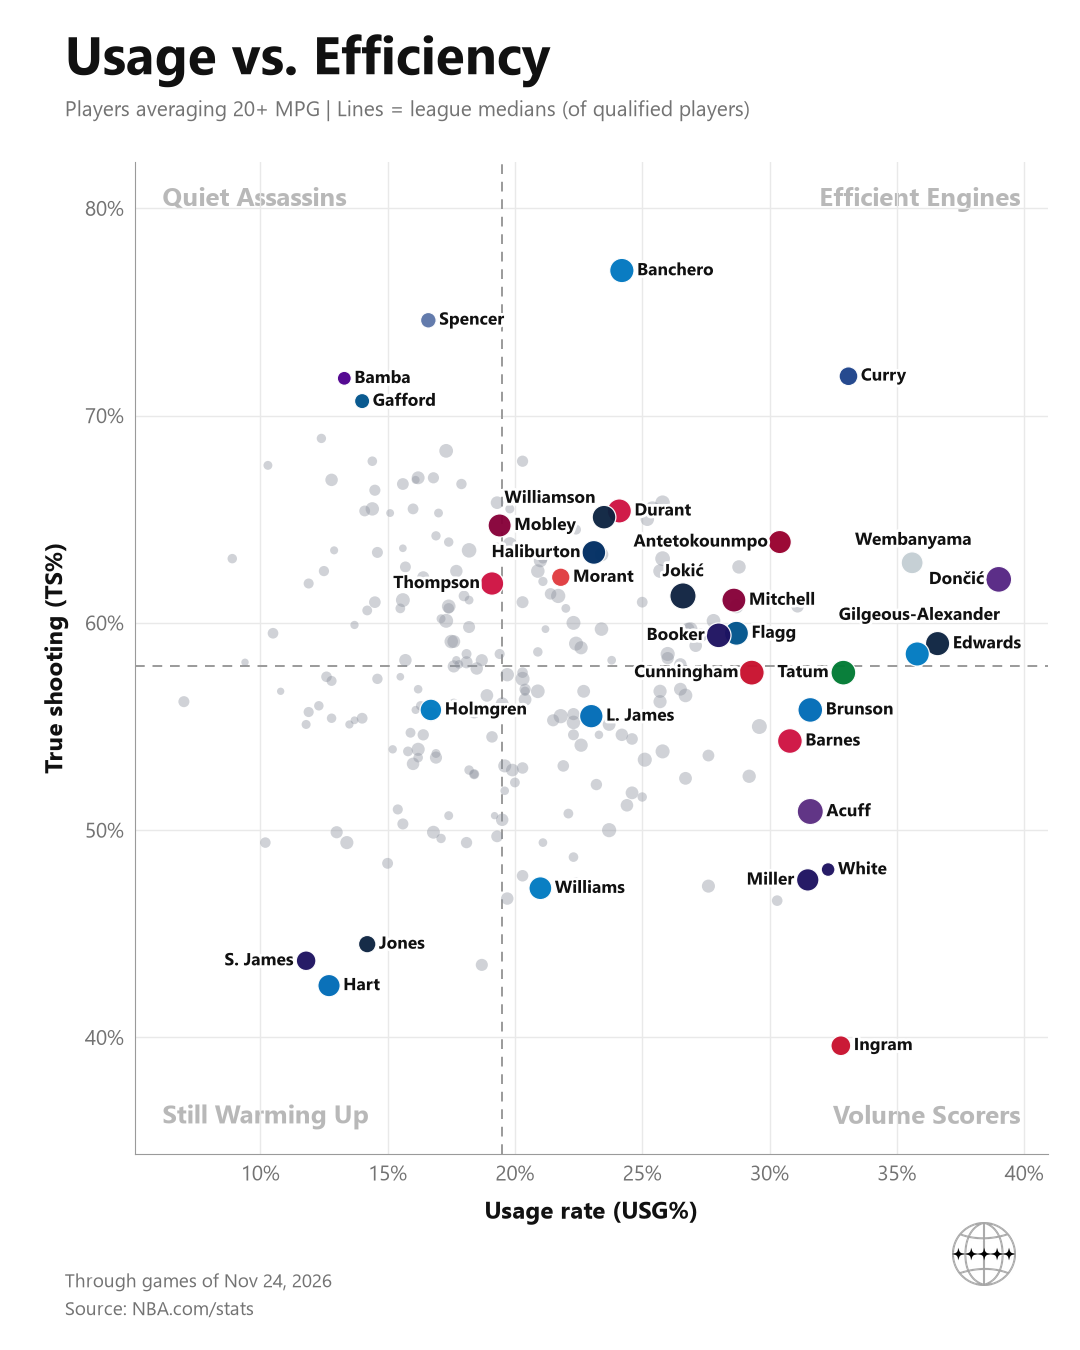 Usage vs. Efficiency
Players averaging 20+ MPG | Lines = league medians (of qualified players)
Quiet Assassins
Efficient Engines
80%
Banchero
Spencer
Bamba
Curry
Gafford
70%
Williamson
Durant
Mobley
Antetokounmpo
Wembanyama
Haliburton
Jokić
Morant
Dončić
Thompson
Mitchell
Gilgeous-Alexander
60%
Booker
Flagg
Edwards
Cunningham
Tatum
Holmgren
L. James
Brunson
Barnes
Acuff
50%
White
Miller
Williams
Jones
S. James
Hart
40%
Ingram
Still Warming Up
Volume Scorers
True shooting (TS%)
10%
15%
20%
25%
30%
35%
40%
Usage rate (USG%)
Through games of Nov 24, 2026
Source: NBA.com/stats